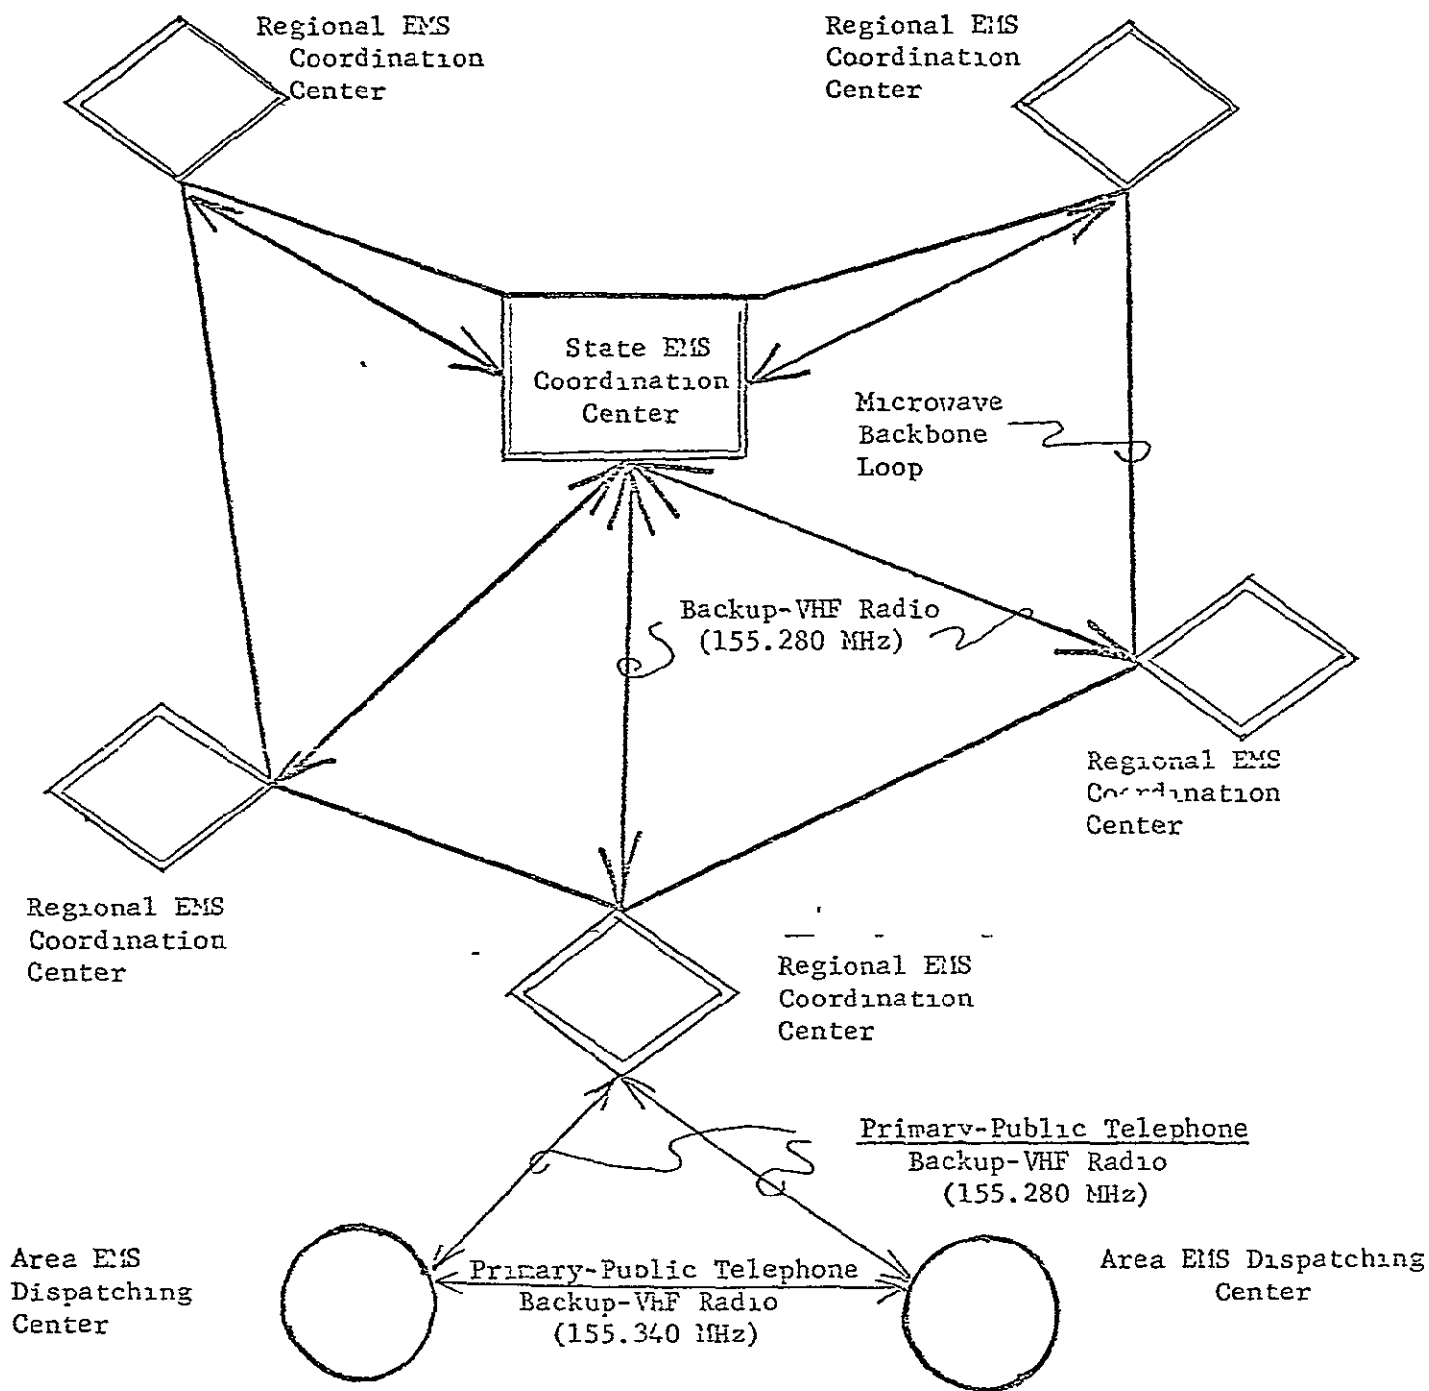 Regional EMS
Coordination
Center
Regional EMS
Coordination
Center
State EMS
Coordination
Center
Microwave
Backbone
Loop
Backup-VHF Radio
(155.280 MHz)
Regional EMS
Coordination
Center
Regional EMS
Coordination
Center
Regional EMS
Coordination
Center
Primary-Public Telephone
Backup-VHF Radio
(155.280 MHz)
Area EMS
Dispatching
Center
Primary-Public Telephone
Backup-VHF Radio
(155.340 MHz)
Area EMS Dispatching
Center